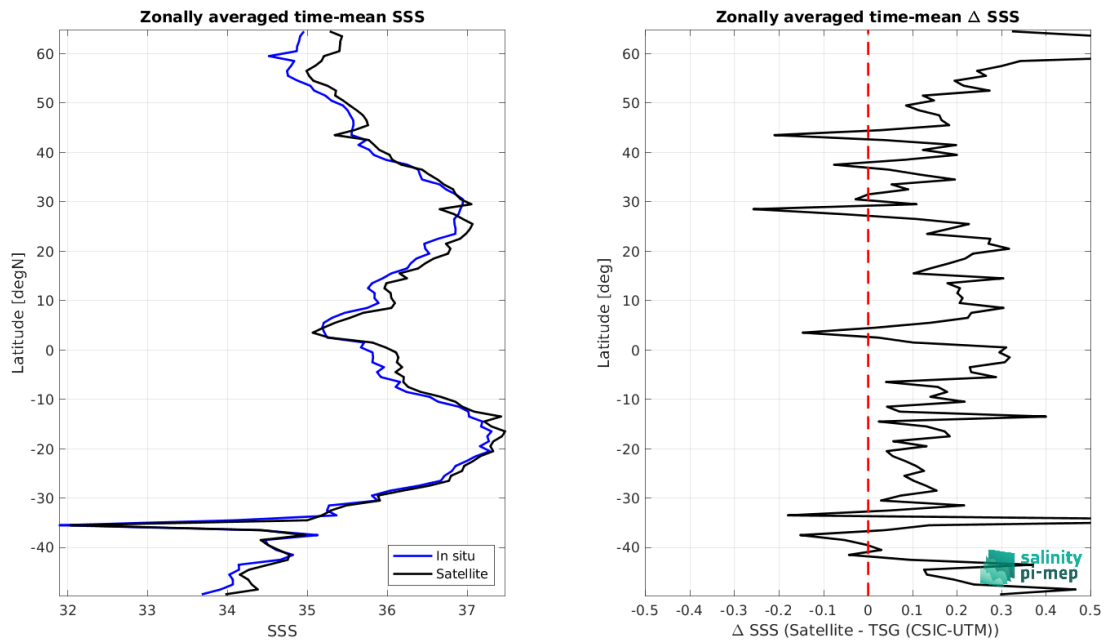 Zonally averaged time-mean SSS
60
50
40
30
20
10
0
-10
-20
-30
-40
Latitude [degN]
In situ
Satellite
32 33 34 35 36 37
SSS
Zonally averaged time-mean Δ SSS
60
50
40
30
20
10
0
-10
-20
-30
-40
Latitude [deg]
salinity
pi-mep
-0.5 -0.4 -0.3 -0.2 -0.1 0 0.1 0.2 0.3 0.4 0.5
Δ SSS (Satellite - TSG (CSIC-UTM))